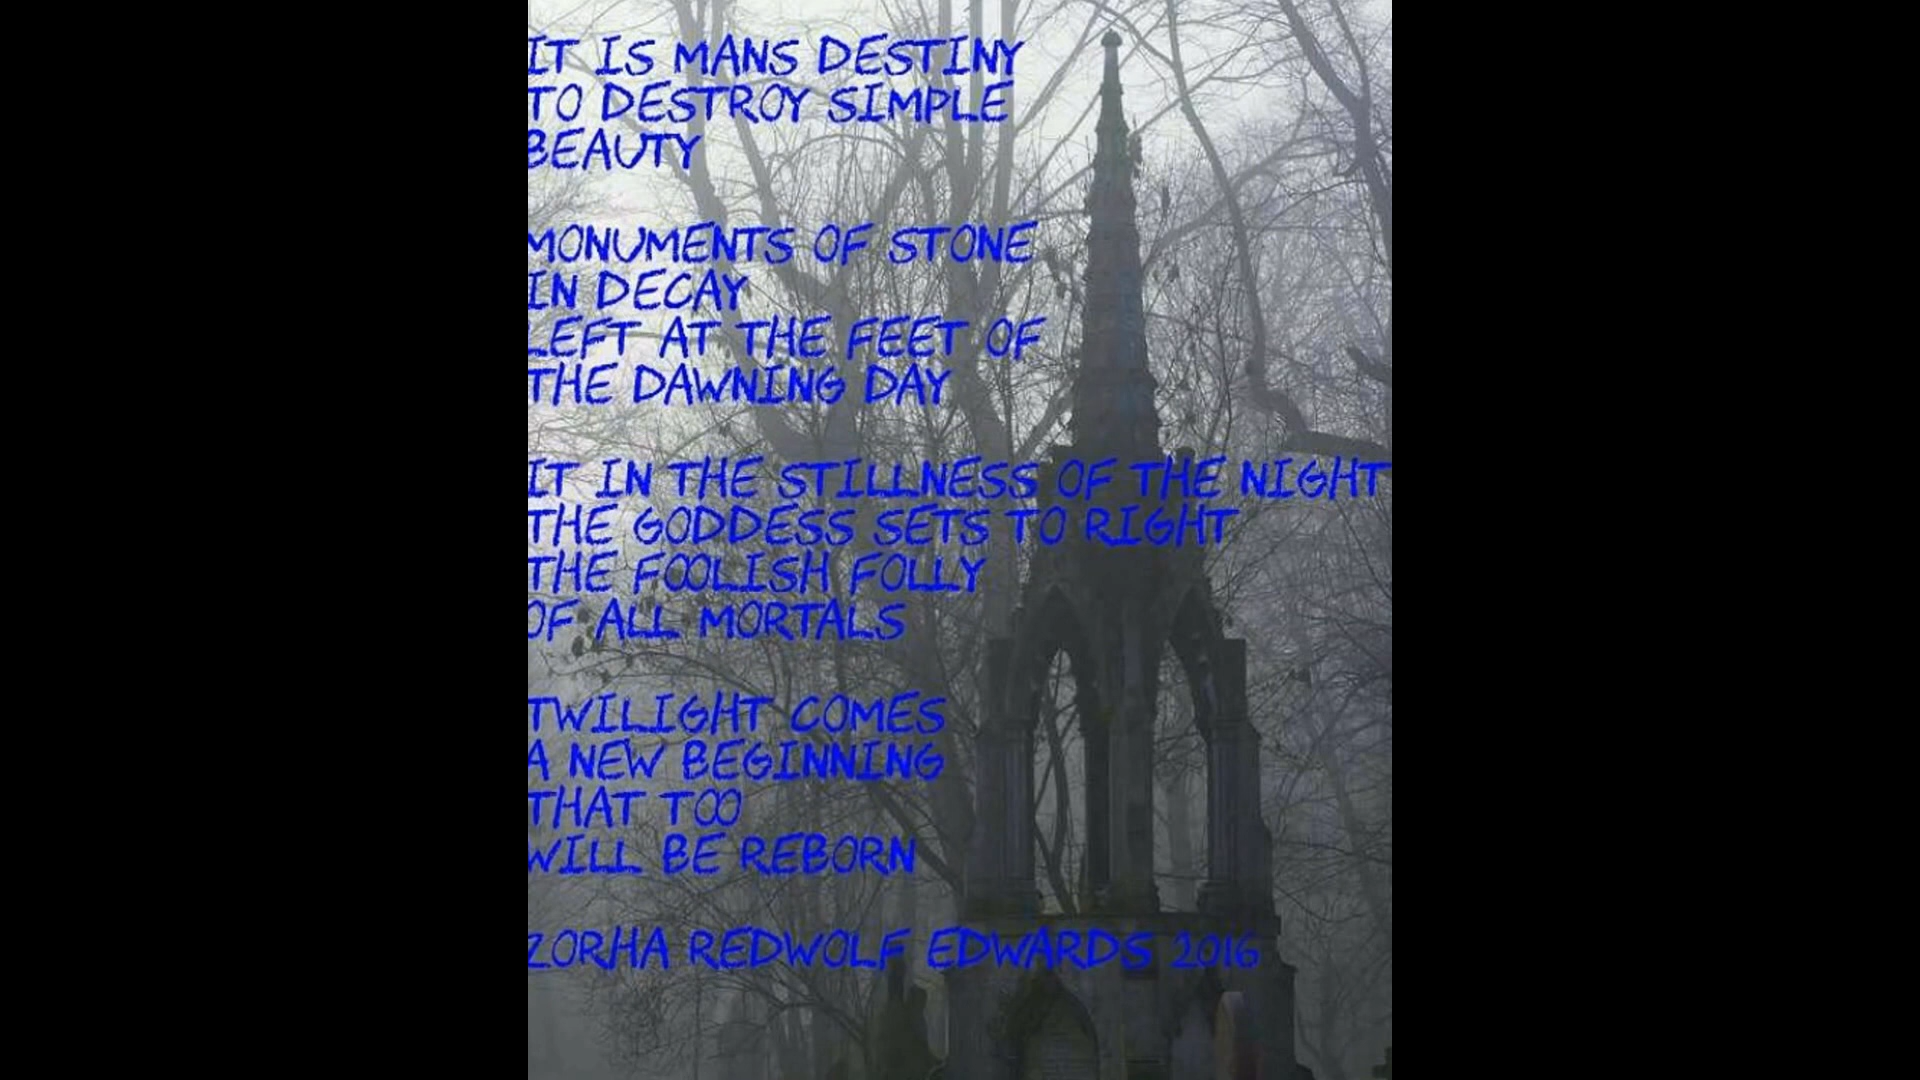 IT IS MANS DESTINY
TO DESTROY SIMPLE
BEAUTY
MONUMENTS OF STONE
IN DECAY
LEFT AT THE FEET OF
THE DAWNING DAY
IT IN THE STILLNESS OF THE NIGHT
THE GODDESS SETS TO RIGHT
THE FOOLISH FOLLY
OF ALL MORTALS
TWILIGHT COMES
A NEW BEGINNING
THAT TOO
WILL BE REBORN
ZORHA REDWOLF EDWARDS 2016